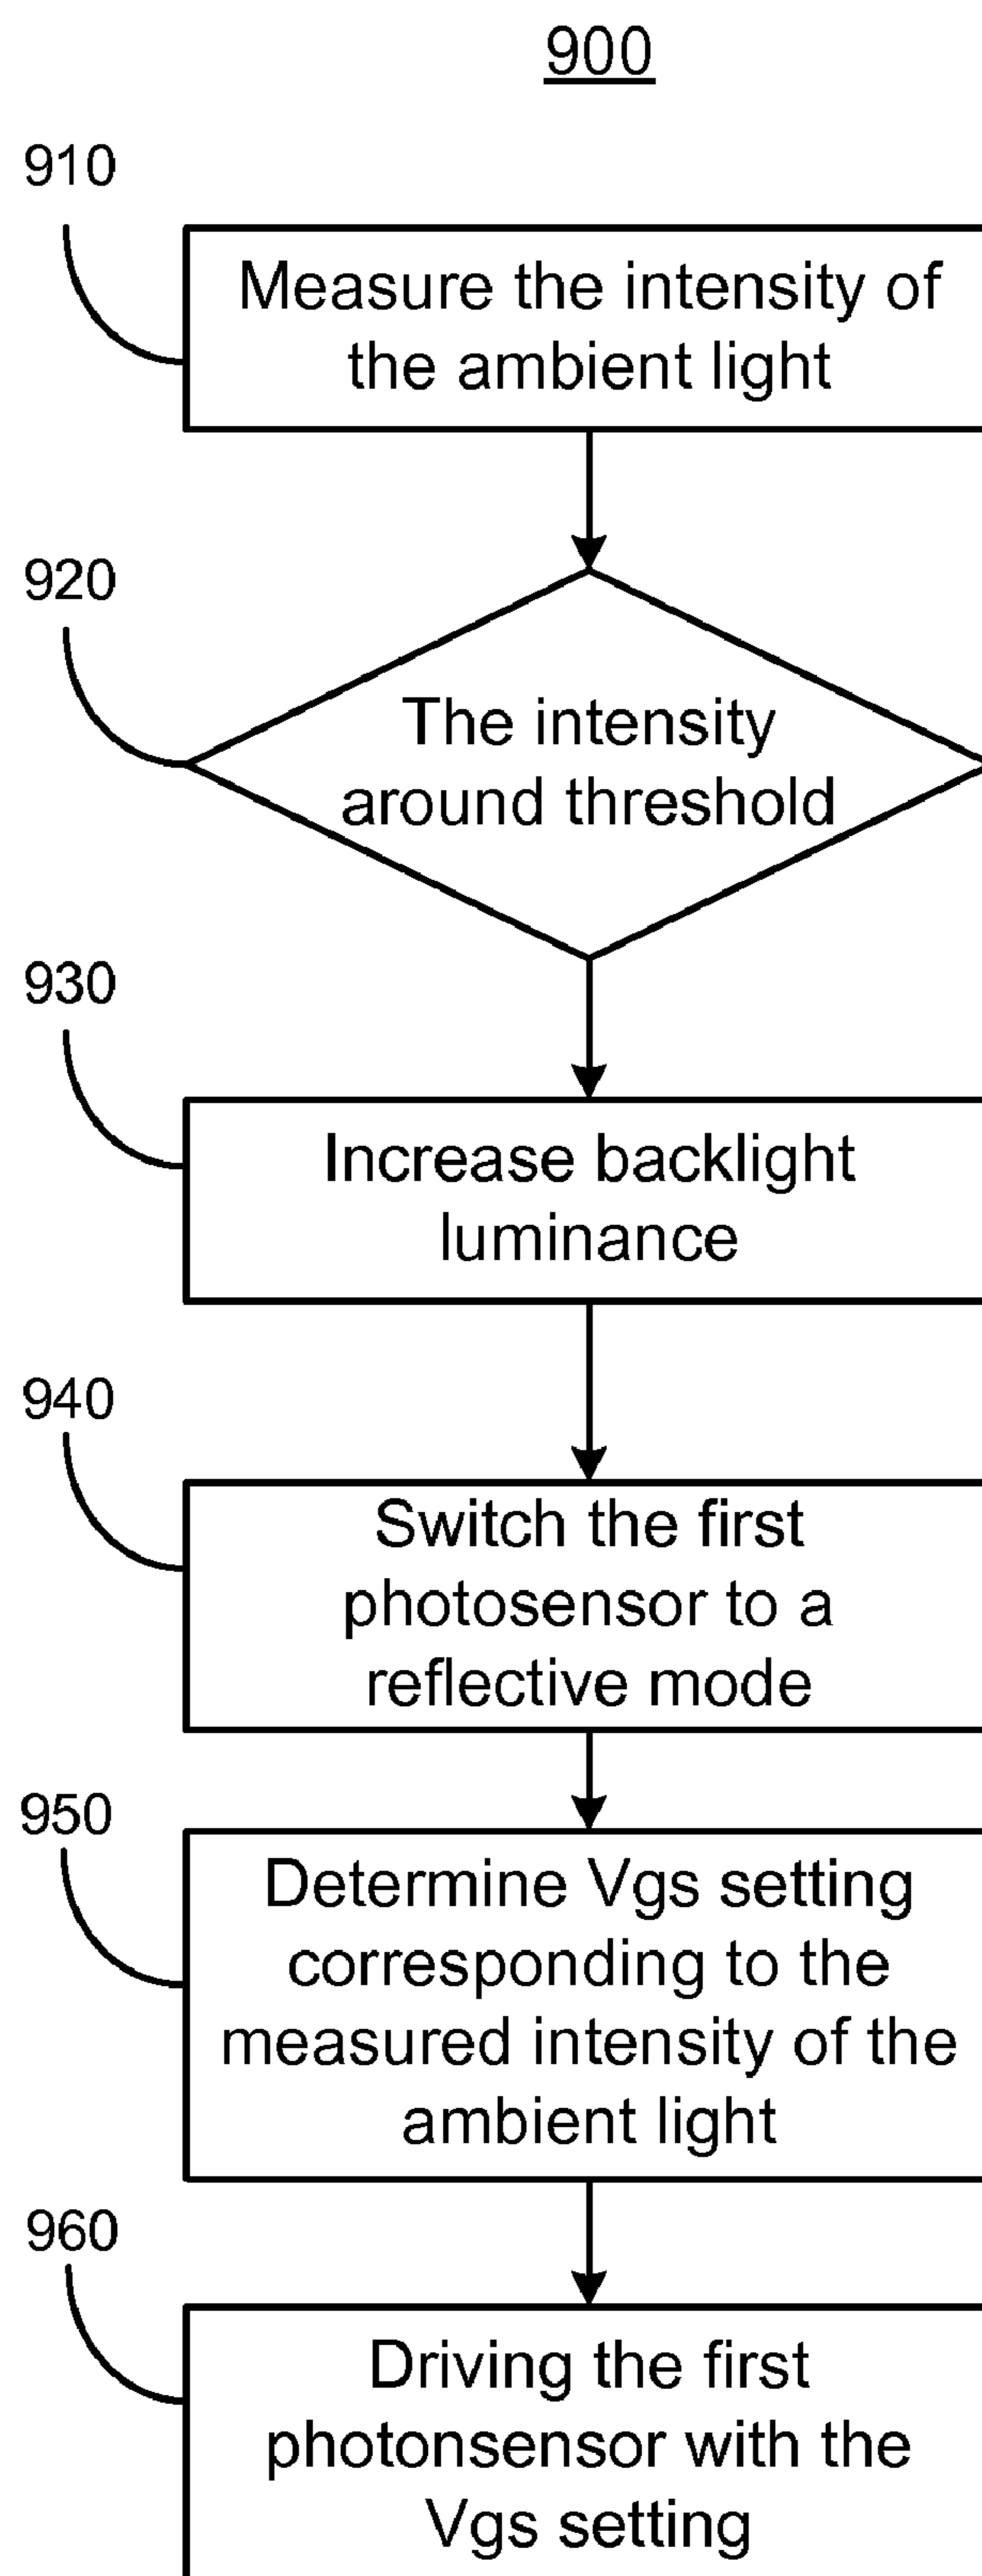 900
910
Measure the intensity of
the ambient light
920
The intensity
around threshold
930
Increase backlight
luminance
940
Switch the first
photosensor to a
reflective mode
950
Determine Vgs setting
corresponding to the
measured intensity of the
ambient light
960
Driving the first
photonsensor with the
Vgs setting